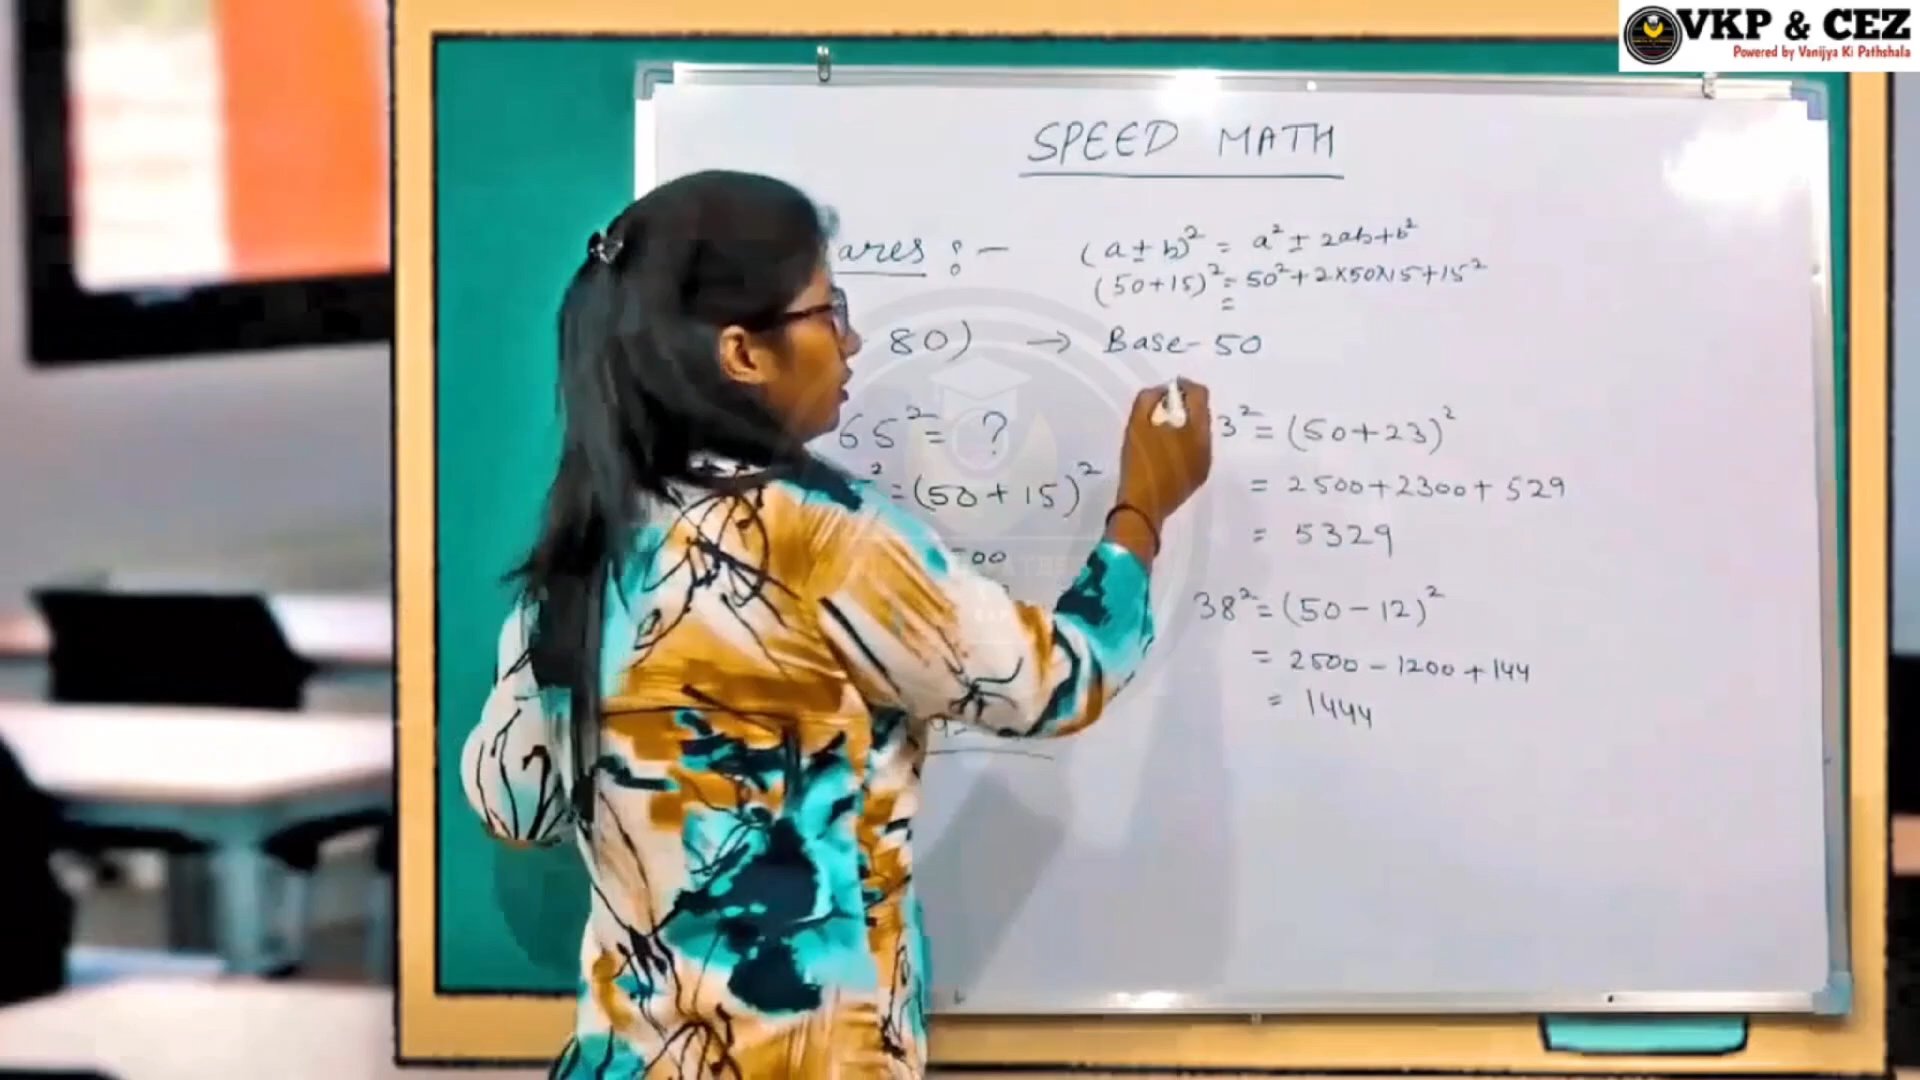 VKP & CEZ
Powered by Vanijya Ki Pathshala
SPEED MATH
ares :-
(a ± b)² = a² ± 2ab + b²
(50+15)² = 50² + 2×50×15 + 15²
=
80) → Base - 50
65² = ?
² = (50 + 15)²
00
3² = (50 + 23)²
= 2500 + 2300 + 529
= 5329
38² = (50 - 12)²
= 2500 - 1200 + 144
= 1444